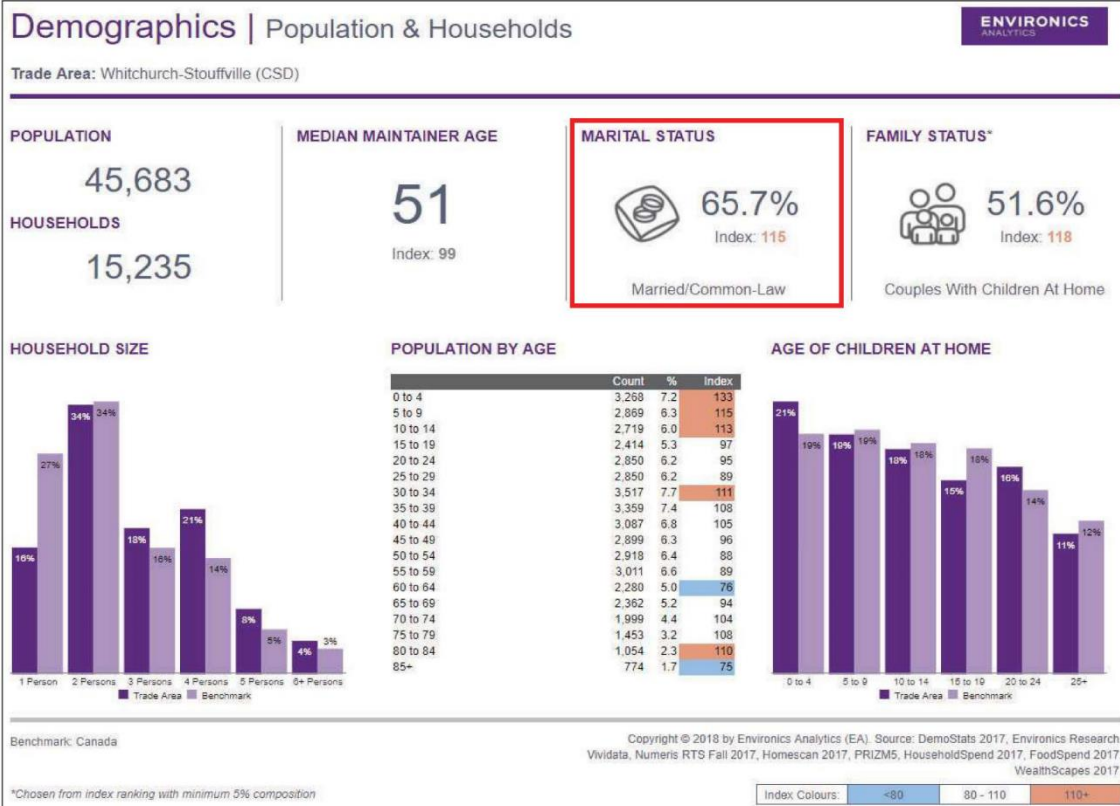 Demographics | Population & Households
ENVIRONICS
ANALYTICS
Trade Area: Whitchurch-Stouffville (CSD)
POPULATION
45,683
HOUSEHOLDS
15,235
MEDIAN MAINTAINER AGE
51
Index: 99
MARITAL STATUS
65.7%
Index: 115
Married/Common-Law
FAMILY STATUS*
51.6%
Index: 118
Couples With Children At Home
HOUSEHOLD SIZE
16% 27% 34% 34% 18% 16% 21% 14% 8% 5% 4% 3%
1 Person 2 Persons 3 Persons 4 Persons 5 Persons 6+ Persons
Trade Area Benchmark
POPULATION BY AGE
Count % Index
0 to 4 3,268 7.2 133
5 to 9 2,869 6.3 115
10 to 14 2,719 6.0 113
15 to 19 2,414 5.3 97
20 to 24 2,850 6.2 95
25 to 29 2,850 6.2 89
30 to 34 3,517 7.7 111
35 to 39 3,359 7.4 108
40 to 44 3,087 6.8 105
45 to 49 2,899 6.3 96
50 to 54 2,918 6.4 88
55 to 59 3,011 6.6 89
60 to 64 2,280 5.0 76
65 to 69 2,362 5.2 94
70 to 74 1,999 4.4 104
75 to 79 1,453 3.2 108
80 to 84 1,054 2.3 110
85+ 774 1.7 75
AGE OF CHILDREN AT HOME
21% 19% 19% 19% 18% 18% 15% 18% 16% 14% 11% 12%
0 to 4 5 to 9 10 to 14 15 to 19 20 to 24 25+
Trade Area Benchmark
Benchmark: Canada
Copyright © 2018 by Environics Analytics (EA). Source: DemoStats 2017, Environics Research
Vividata, Numeris RTS Fall 2017, Homescan 2017, PRIZM5, HouseholdSpend 2017, FoodSpend 2017
WealthScapes 2017
*Chosen from index ranking with minimum 5% composition
Index Colours: <80 80 - 110 110+